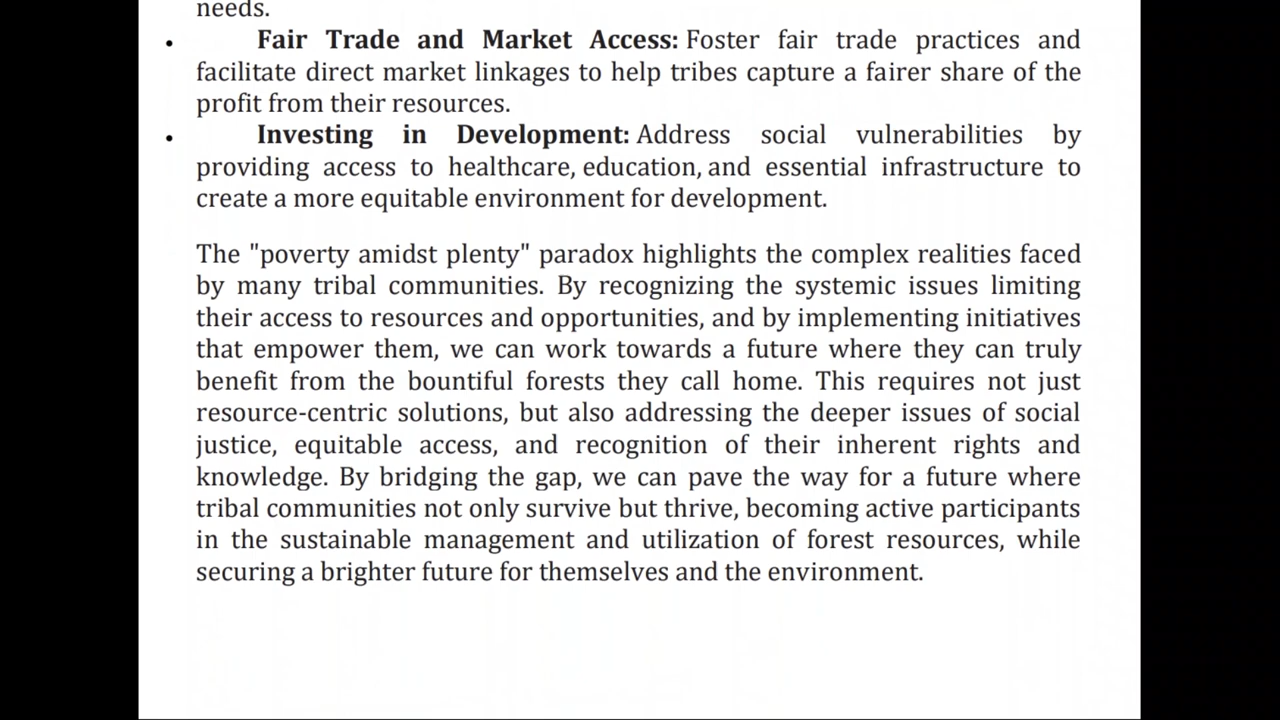 needs.
• Fair Trade and Market Access: Foster fair trade practices and
facilitate direct market linkages to help tribes capture a fairer share of the
profit from their resources.
• Investing in Development: Address social vulnerabilities by
providing access to healthcare, education, and essential infrastructure to
create a more equitable environment for development.
The "poverty amidst plenty" paradox highlights the complex realities faced
by many tribal communities. By recognizing the systemic issues limiting
their access to resources and opportunities, and by implementing initiatives
that empower them, we can work towards a future where they can truly
benefit from the bountiful forests they call home. This requires not just
resource-centric solutions, but also addressing the deeper issues of social
justice, equitable access, and recognition of their inherent rights and
knowledge. By bridging the gap, we can pave the way for a future where
tribal communities not only survive but thrive, becoming active participants
in the sustainable management and utilization of forest resources, while
securing a brighter future for themselves and the environment.